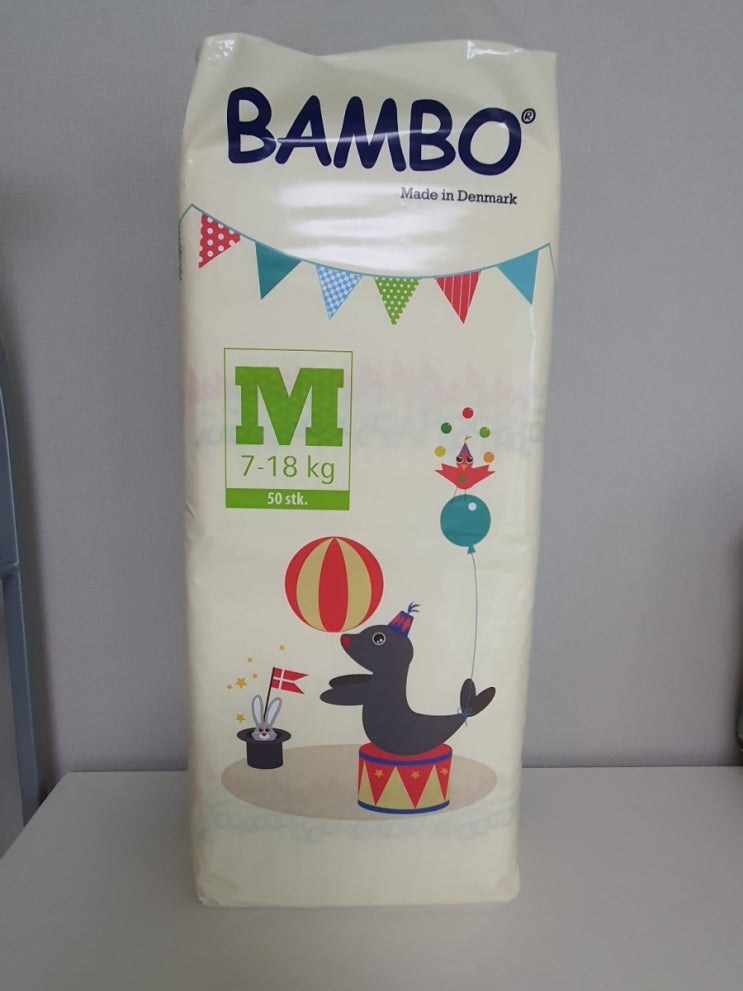 BAMBO®
Made in Denmark
M
7-18 kg
50 stk.